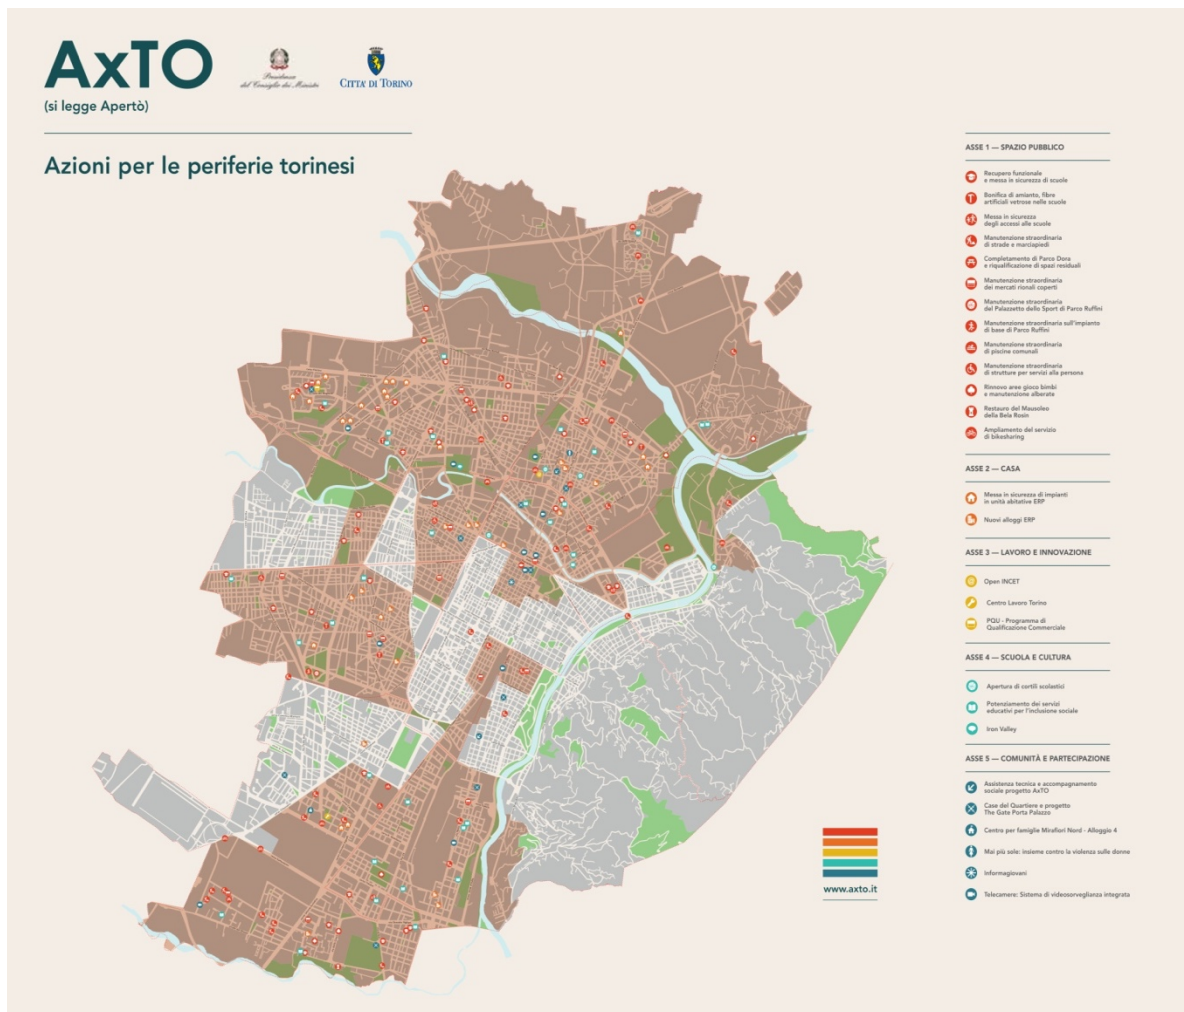 AxTO
(si legge Apertò)
Presidenza
del Consiglio dei Ministri
CITTA' DI TORINO
Azioni per le periferie torinesi
ASSE 1 — SPAZIO PUBBLICO
Recupero funzionale
e messa in sicurezza di scuole
Bonifica di amianto, fibre
artificiali vetrose nelle scuole
Messa in sicurezza
degli accessi alle scuole
Manutenzione straordinaria
di strade e marciapiedi
Completamento di Parco Dora
e riqualificazione di spazi residuali
Manutenzione straordinaria
dei mercati rionali coperti
Manutenzione straordinaria
del Palazzetto dello Sport di Parco Ruffini
Manutenzione straordinaria sull'impianto
di base di Parco Ruffini
Manutenzione straordinaria
di piscine comunali
Manutenzione straordinaria
di strutture per servizi alla persona
Rinnovo aree gioco bimbi
e manutenzione alberate
Restauro del Mausoleo
della Bela Rosin
Ampliamento del servizio
di bikesharing
ASSE 2 — CASA
Messa in sicurezza di impianti
in unità abitative ERP
Nuovi alloggi ERP
ASSE 3 — LAVORO E INNOVAZIONE
Open INCET
Centro Lavoro Torino
PQU - Programma di
Qualificazione Commerciale
ASSE 4 — SCUOLA E CULTURA
Apertura di cortili scolastici
Potenziamento dei servizi
educativi per l'inclusione sociale
Iron Valley
ASSE 5 — COMUNITÀ E PARTECIPAZIONE
Assistenza tecnica e accompagnamento
sociale progetto AxTO
Case del Quartiere e progetto
The Gate Porta Palazzo
Centro per famiglie Mirafiori Nord - Alloggio 4
Mai più sole: insieme contro la violenza sulle donne
Informagiovani
Telecamere: Sistema di videosorveglianza integrata
www.axto.it